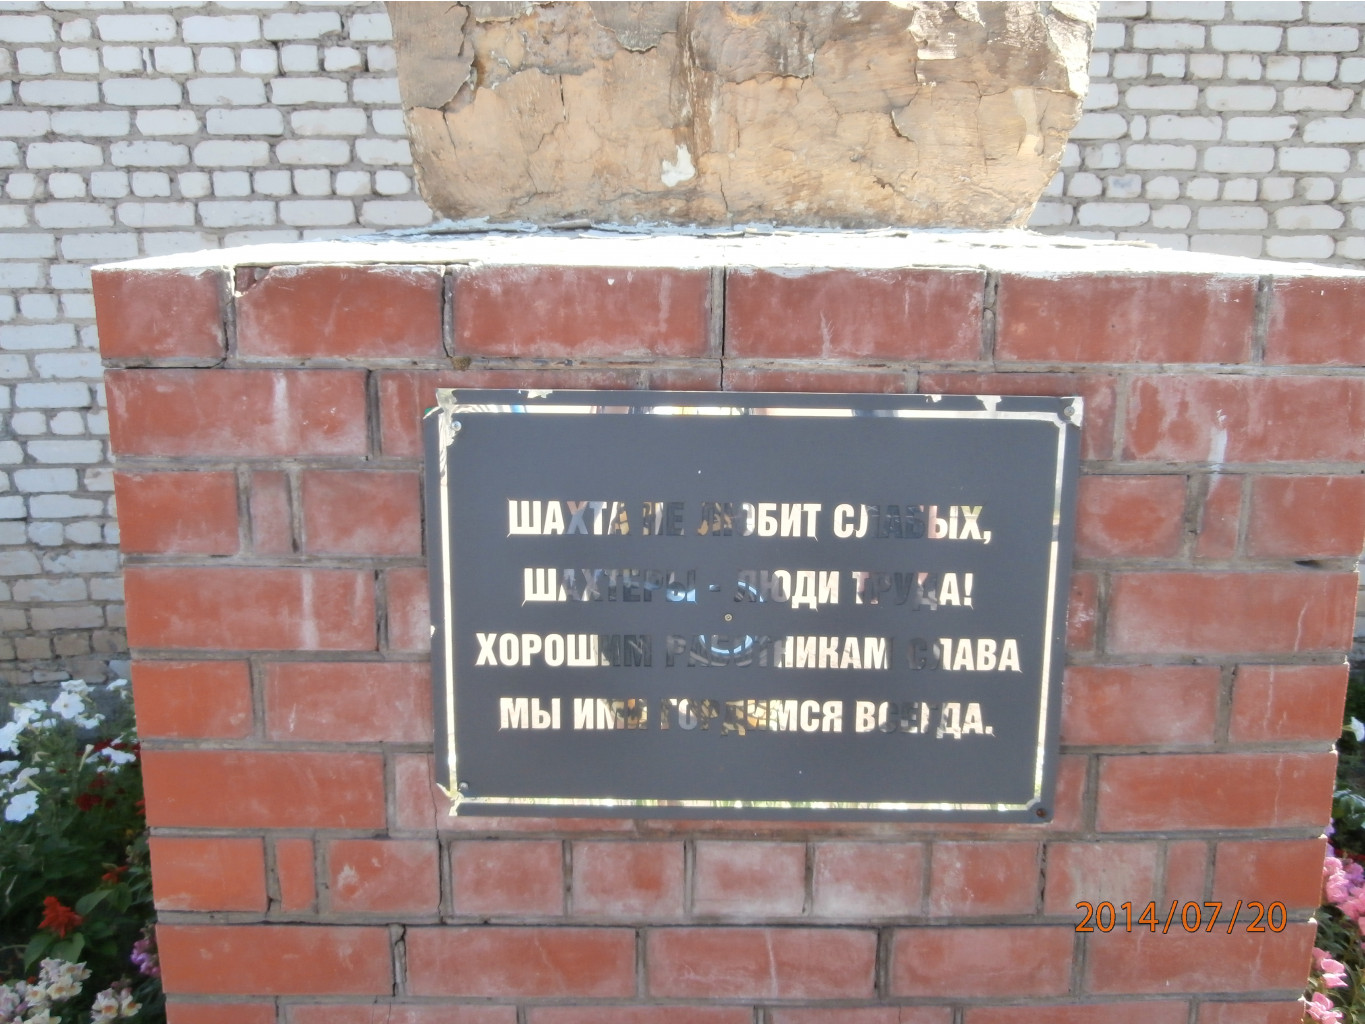 ШАХТА НЕ ЛЮБИТ СЛАБЫХ,
ШАХТЕРЫ - ЛЮДИ ТРУДА!
ХОРОШИМ РАБОТНИКАМ СЛАВА
МЫ ИМИ ГОРДИМСЯ ВСЕГДА.
2014/07/20